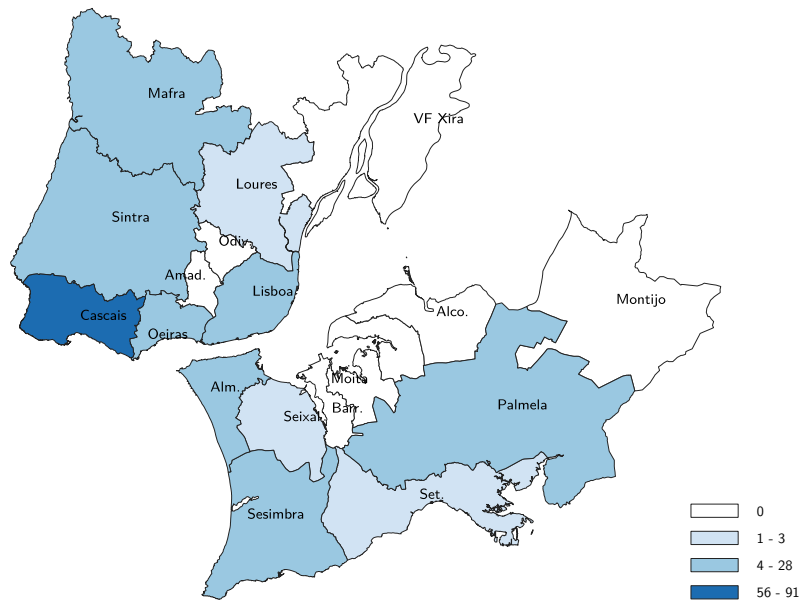 Mafra
VF Xira
Loures
Sintra
Odiv.
Amad.
Lisboa
Montijo
Cascais
Alco.
Oeiras
Moita
Alm.
Palmela
Barr.
Seixal
Set.
Sesimbra
0
1 - 3
4 - 28
56 - 91